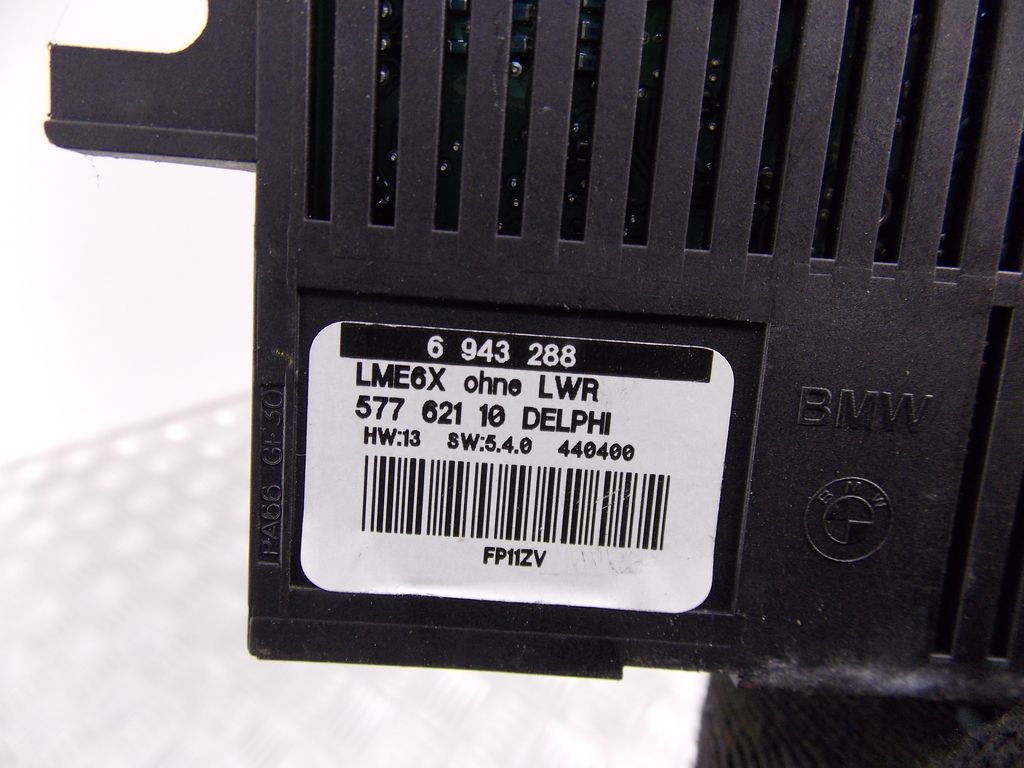 6 943 288
LME6X ohne LWR
577 621 10 DELPHI
HW:13 SW:5.4.0 440400
FP11ZV
BMW
BMW
PA66 GF30